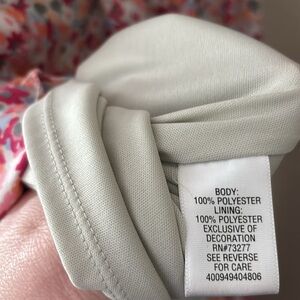 BODY:
100% POLYESTER
LINING:
100% POLYESTER
EXCLUSIVE OF
DECORATION
RN#73277
SEE REVERSE
FOR CARE
400949404806